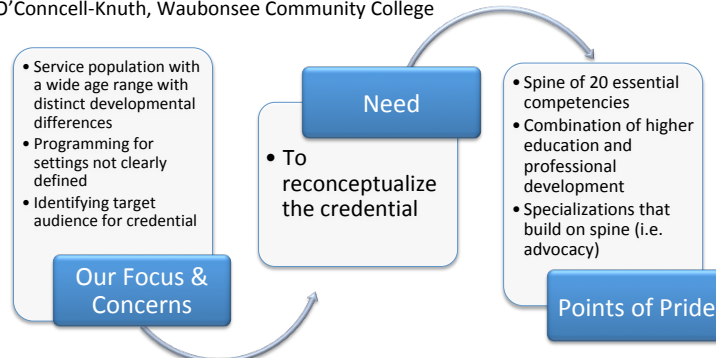 O'Conncell-Knuth, Waubonsee Community College
• Service population with
a wide age range with
distinct developmental
differences
• Programming for
settings not clearly
defined
• Identifying target
audience for credential
Our Focus &
Concerns
Need
• To
reconceptualize
the credential
• Spine of 20 essential
competencies
• Combination of higher
education and
professional
development
• Specializations that
build on spine (i.e.
advocacy)
Points of Pride